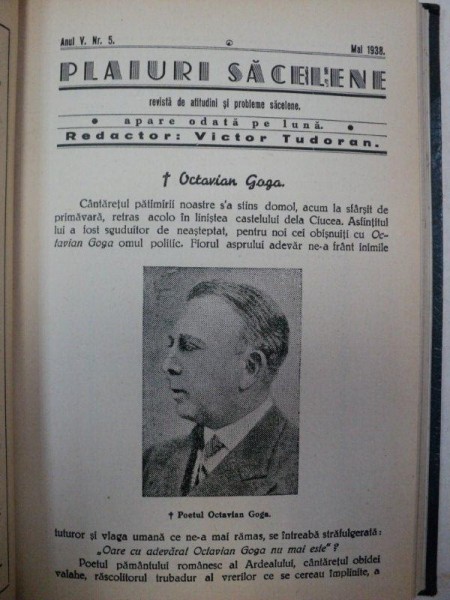 Anul V. Nr. 5.
Mai 1938.
PLAIURI SĂCELENE
revistă de atitudini și probleme săcelene.
• apare odată pe lună. •
Redactor: Victor Tudoran.
† Octavian Goga.
Cântărețul pătimirii noastre s'a stins domol, acum la sfârșit de
primăvară, retras acolo în liniștea castelului dela Ciucea. Asfințitul
lui a fost sguduilor de neașteptat, pentru noi cei obișnuiți cu Oc-
tavian Goga omul politic. Fiorul asprului adevăr ne-a frânt inimile
† Poetul Octavian Goga.
tuturor și vlaga umană ce ne-a mai rămas, se întreabă străfulgerată:
„Oare cu adevărat Octavian Goga nu mai este"?
Poetul pământului românesc al Ardealului, cântărețul obidei
valahe, răscolitorul trubadur al vrerilor ce se cereau împlinite, a